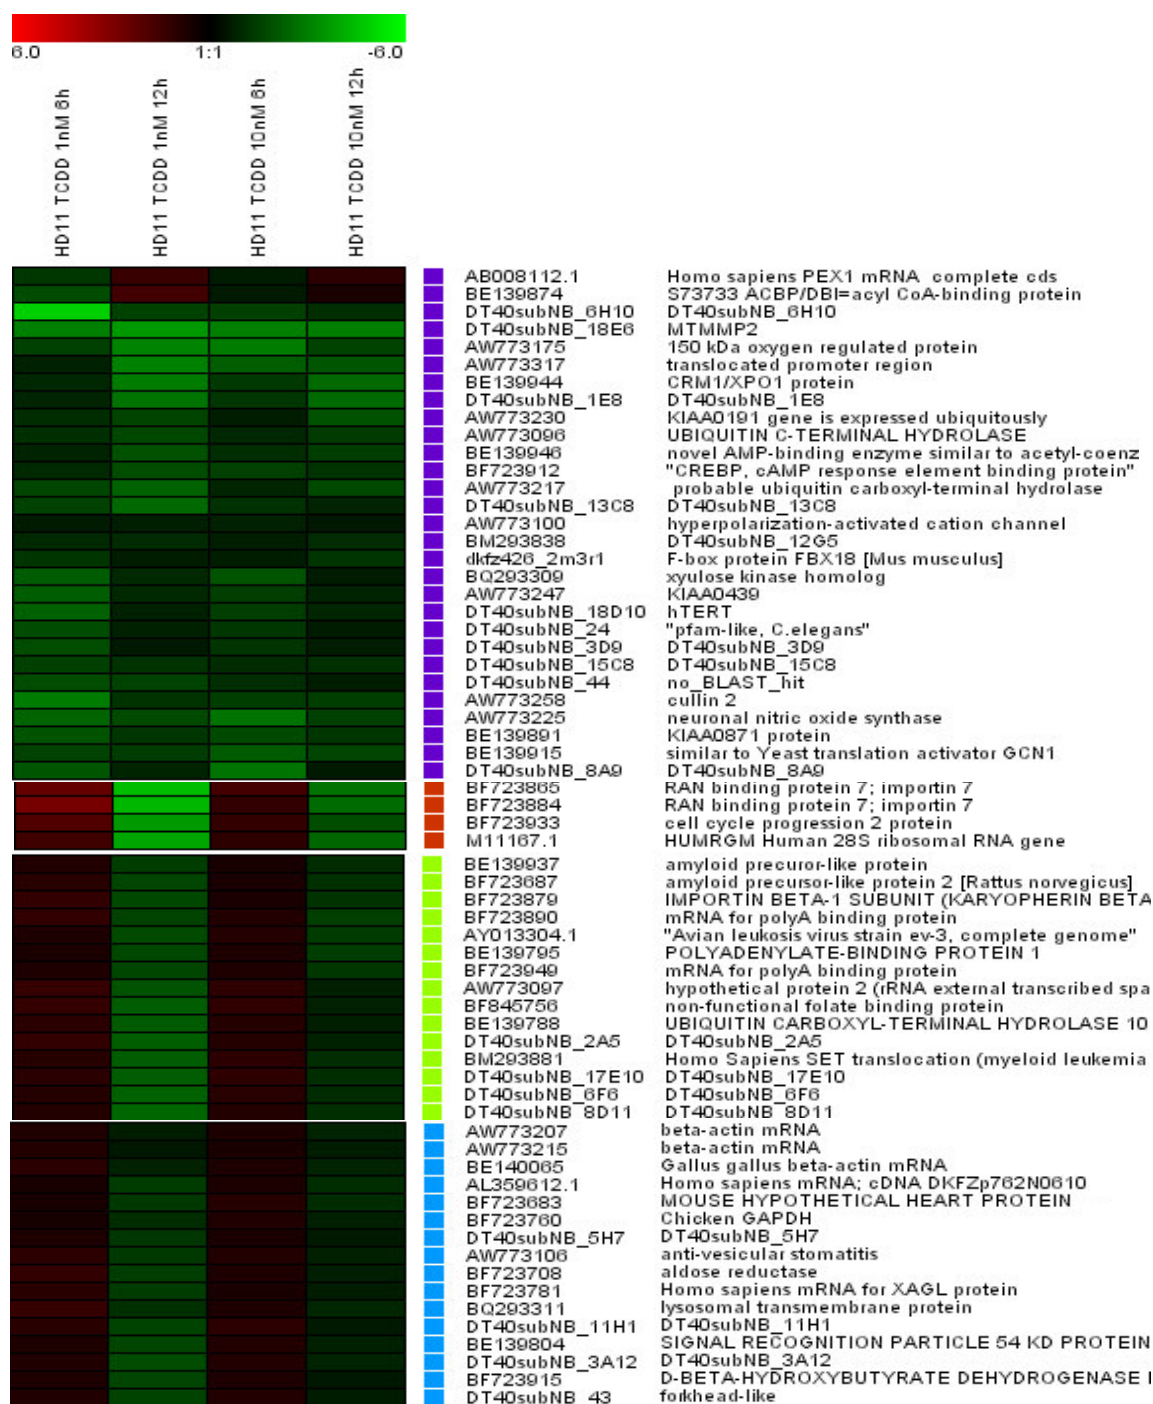 6.0 1:1 -6.0
HD11 TCDD 1nM 6h
HD11 TCDD 1nM 12h
HD11 TCDD 10nM 6h
HD11 TCDD 10nM 12h
AB008112.1 Homo sapiens PEX1 mRNA complete cds
BE139874 S73733 ACBP/DBI=acyl CoA-binding protein
DT40subNB_6H10 DT40subNB_6H10
DT40subNB_18E6 MTMMP2
AW773175 150 kDa oxygen regulated protein
AW773317 translocated promoter region
BE139944 CRM1/XPO1 protein
DT40subNB_1E8 DT40subNB_1E8
AW773230 KIAA0191 gene is expressed ubiquitously
AW773096 UBIQUITIN C-TERMINAL HYDROLASE
BE139946 novel AMP-binding enzyme similar to acetyl-coenz
BF723912 "CREBP, cAMP response element binding protein"
AW773217 probable ubiquitin carboxyl-terminal hydrolase
DT40subNB_13C8 DT40subNB_13C8
AW773100 hyperpolarization-activated cation channel
BM293838 DT40subNB_12G5
dkfz426_2m3r1 F-box protein FBX18 [Mus musculus]
BQ293309 xyulose kinase homolog
AW773247 KIAA0439
DT40subNB_18D10 hTERT
DT40subNB_24 "pfam-like, C.elegans"
DT40subNB_3D9 DT40subNB_3D9
DT40subNB_15C8 DT40subNB_15C8
DT40subNB_44 no_BLAST_hit
AW773258 cullin 2
AW773225 neuronal nitric oxide synthase
BE139891 KIAA0871 protein
BE139915 similar to Yeast translation activator GCN1
DT40subNB_8A9 DT40subNB_8A9
BF723865 RAN binding protein 7; importin 7
BF723884 RAN binding protein 7; importin 7
BF723933 cell cycle progression 2 protein
M11167.1 HUMRGM Human 28S ribosomal RNA gene
BE139937 amyloid precuror-like protein
BF723687 amyloid precursor-like protein 2 [Rattus norvegicus]
BF723879 IMPORTIN BETA-1 SUBUNIT (KARYOPHERIN BETA
BF723890 mRNA for polyA binding protein
AY013304.1 "Avian leukosis virus strain ev-3, complete genome"
BE139795 POLYADENYLATE-BINDING PROTEIN 1
BF723949 mRNA for polyA binding protein
AW773097 hypothetical protein 2 (rRNA external transcribed spa
BF845756 non-functional folate binding protein
BE139788 UBIQUITIN CARBOXYL-TERMINAL HYDROLASE 10
DT40subNB_2A5 DT40subNB_2A5
BM293881 Homo Sapiens SET translocation (myeloid leukemia
DT40subNB_17E10 DT40subNB_17E10
DT40subNB_6F6 DT40subNB_6F6
DT40subNB_8D11 DT40subNB_8D11
AW773207 beta-actin mRNA
AW773215 beta-actin mRNA
BE140065 Gallus gallus beta-actin mRNA
AL359612.1 Homo sapiens mRNA; cDNA DKFZp762N0610
BF723683 MOUSE HYPOTHETICAL HEART PROTEIN
BF723760 Chicken GAPDH
DT40subNB_5H7 DT40subNB_5H7
AW773106 anti-vesicular stomatitis
BF723708 aldose reductase
BF723781 Homo sapiens mRNA for XAGL protein
BQ293311 lysosomal transmembrane protein
DT40subNB_11H1 DT40subNB_11H1
BE139804 SIGNAL RECOGNITION PARTICLE 54 KD PROTEIN
DT40subNB_3A12 DT40subNB_3A12
BF723915 D-BETA-HYDROXYBUTYRATE DEHYDROGENASE
DT40subNB_43 forkhead-like